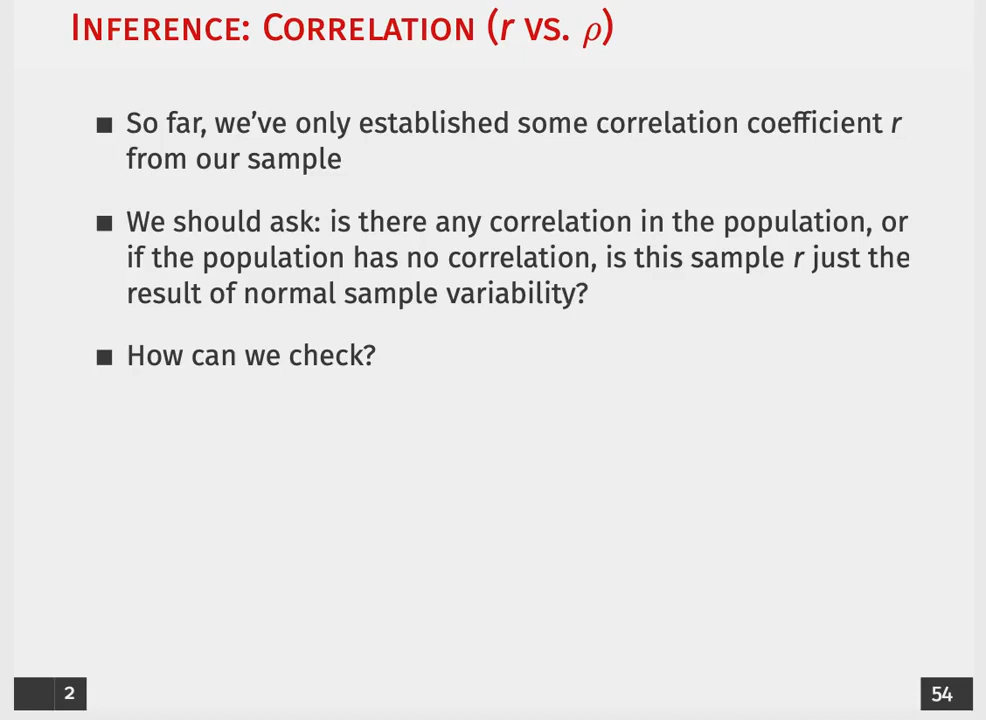 INFERENCE: CORRELATION (r VS. ρ)
■ So far, we’ve only established some correlation coefficient r
from our sample
■ We should ask: is there any correlation in the population, or
if the population has no correlation, is this sample r just the
result of normal sample variability?
■ How can we check?
2
54